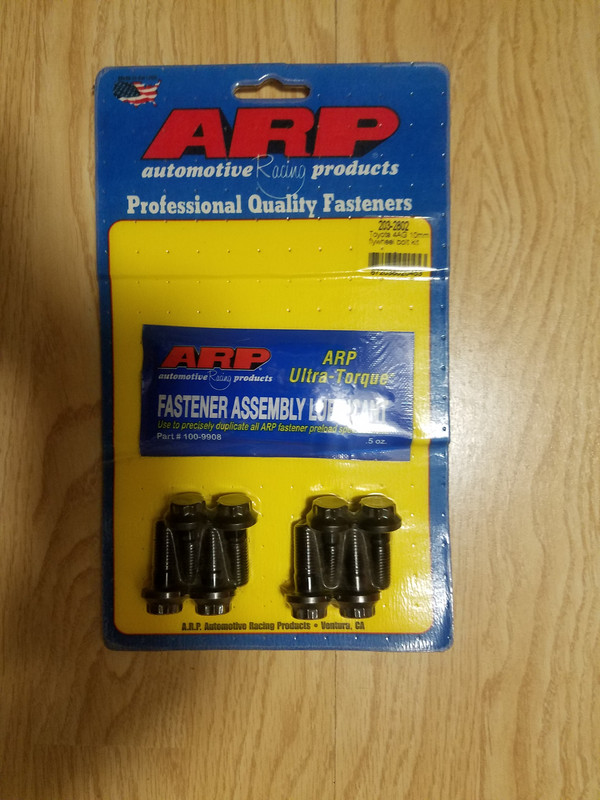 ARP
automotive Racing products
Professional Quality Fasteners
203-2802
Toyota 4AG 10mm
flywheel bolt kit
ARP
automotive Racing products
ARP
Ultra-Torque
FASTENER ASSEMBLY LUBRICANT
Use to precisely duplicate all ARP fastener preload
Part # 100-9908
.5 oz.
A.R.P. Automotive Racing Products • Ventura, CA